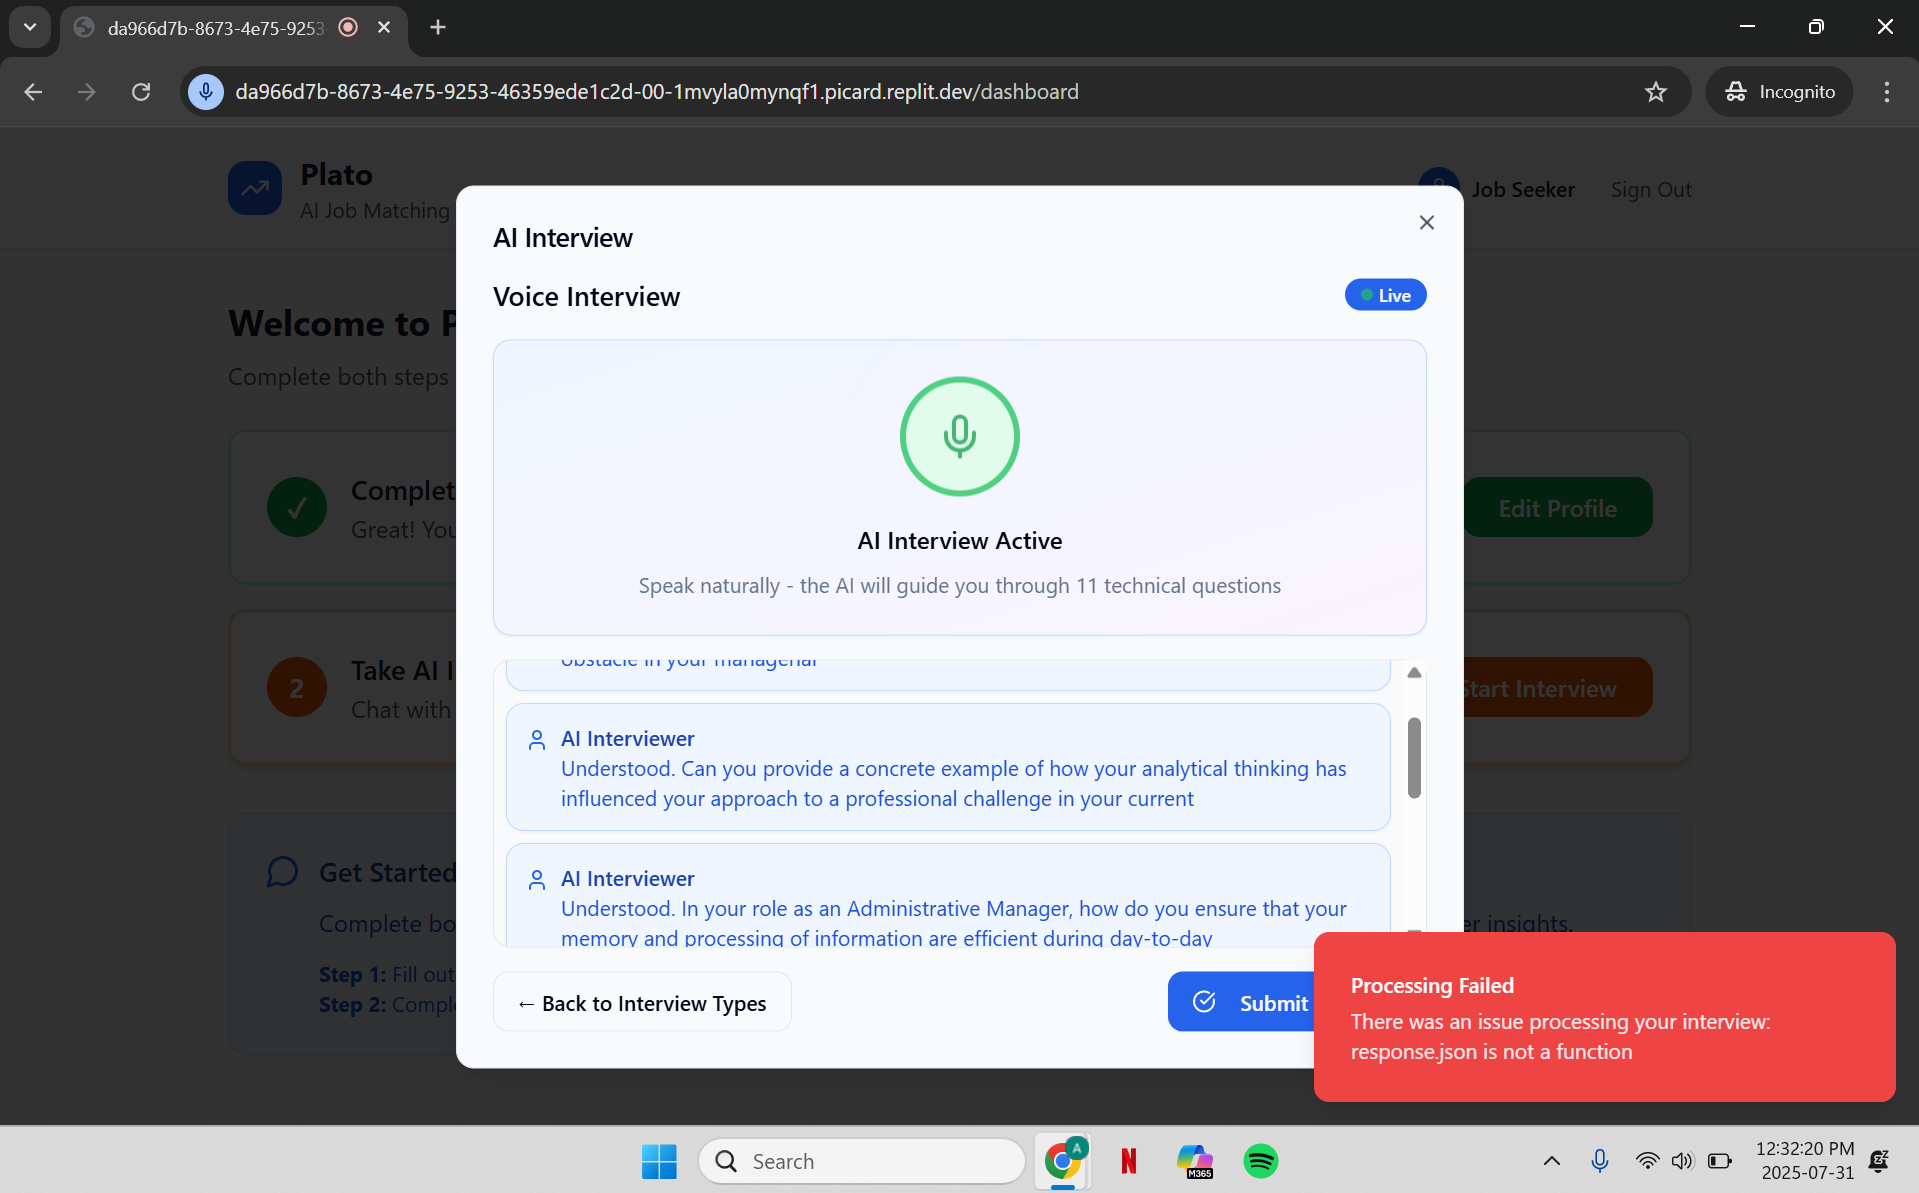 da966d7b-8673-4e75-9253
da966d7b-8673-4e75-9253-46359ede1c2d-00-1mvyla0mynqf1.picard.replit.dev/dashboard
Incognito
Plato
AI Job Matching
Job Seeker
Sign Out
Welcome to P
Complete both steps
Complet
Great! You
Edit Profile
2
Take AI I
Chat with
Start Interview
Get Started
Complete bo
er insights.
Step 1: Fill out
Step 2: Comple
AI Interview
Voice Interview
Live
AI Interview Active
Speak naturally - the AI will guide you through 11 technical questions
obstacle in your managerial
AI Interviewer
Understood. Can you provide a concrete example of how your analytical thinking has
influenced your approach to a professional challenge in your current
AI Interviewer
Understood. In your role as an Administrative Manager, how do you ensure that your
memory and processing of information are efficient during day-to-day
← Back to Interview Types
Submit
Processing Failed
There was an issue processing your interview:
response.json is not a function
Search
A
N
M365
12:32:20 PM
2025-07-31